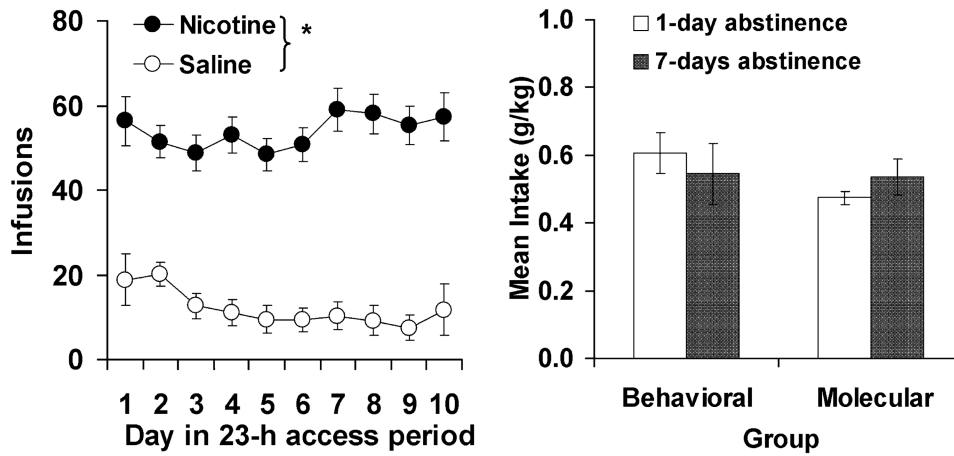 80
60
40
20
0
Infusions
Nicotine
Saline
*
1 2 3 4 5 6 7 8 9 10
Day in 23-h access period
1.0
0.8
0.6
0.4
0.2
0.0
Mean Intake (g/kg)
1-day abstinence
7-days abstinence
Behavioral Molecular
Group